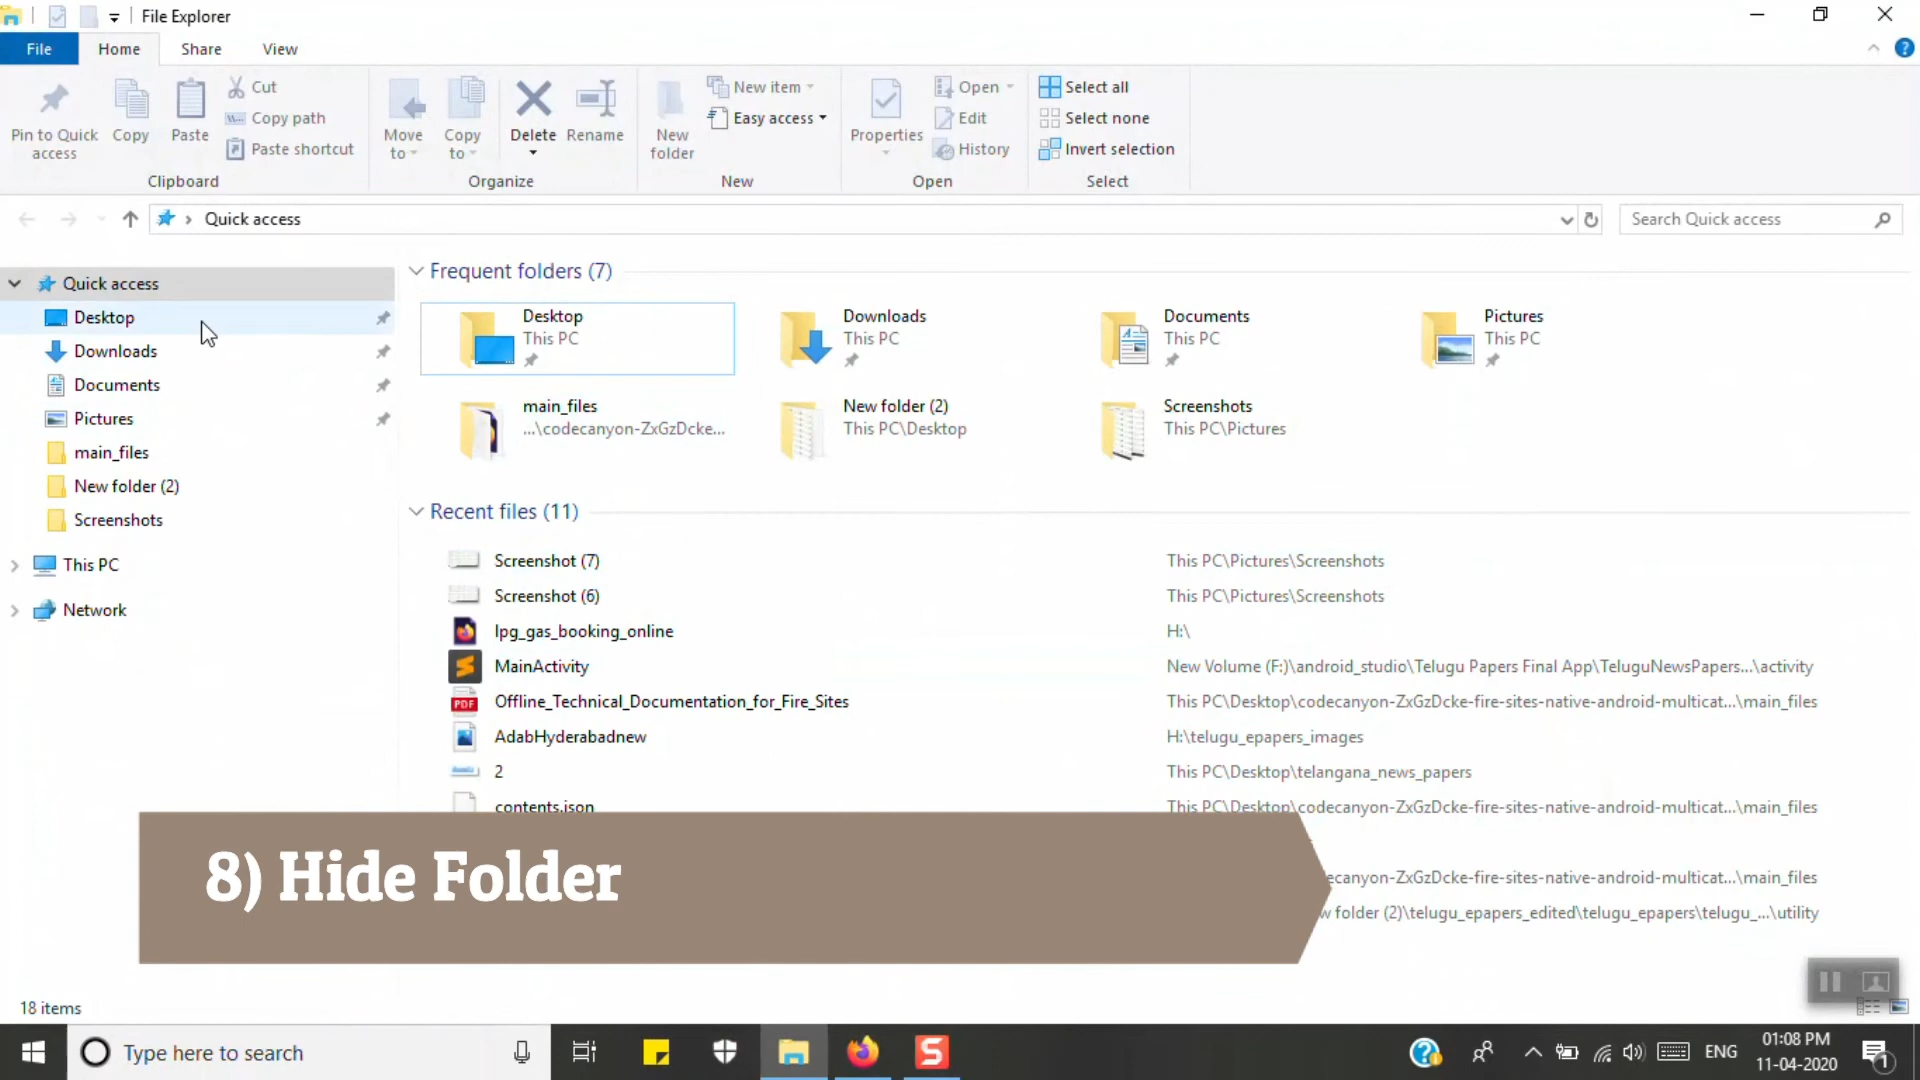 File Explorer
File Home Share View
Pin to Quick access
Copy
Paste
Cut
Copy path
Paste shortcut
Clipboard
Move to
Copy to
Delete
Rename
Organize
New folder
New item
Easy access
New
Properties
Open
Edit
History
Open
Select all
Select none
Invert selection
Select
Quick access
Search Quick access
Quick access
Desktop
Downloads
Documents
Pictures
main_files
New folder (2)
Screenshots
This PC
Network
Frequent folders (7)
Desktop
This PC
Downloads
This PC
Documents
This PC
Pictures
This PC
main_files
...\codecanyon-ZxGzDcke...
New folder (2)
This PC\Desktop
Screenshots
This PC\Pictures
Recent files (11)
Screenshot (7) This PC\Pictures\Screenshots
Screenshot (6) This PC\Pictures\Screenshots
lpg_gas_booking_online H:\
MainActivity New Volume (F:)\android_studio\Telugu Papers Final App\TeluguNewsPapers...\activity
PDF Offline_Technical_Documentation_for_Fire_Sites This PC\Desktop\codecanyon-ZxGzDcke-fire-sites-native-android-multicat...\main_files
AdabHyderabadnew H:\telugu_epapers_images
2 This PC\Desktop\telangana_news_papers
contents.json This PC\Desktop\codecanyon-ZxGzDcke-fire-sites-native-android-multicat...\main_files
ecanyon-ZxGzDcke-fire-sites-native-android-multicat...\main_files
w folder (2)\telugu_epapers_edited\telugu_epapers\telugu_...\utility
8) Hide Folder
18 items
Type here to search
S
ENG
01:08 PM
11-04-2020
1